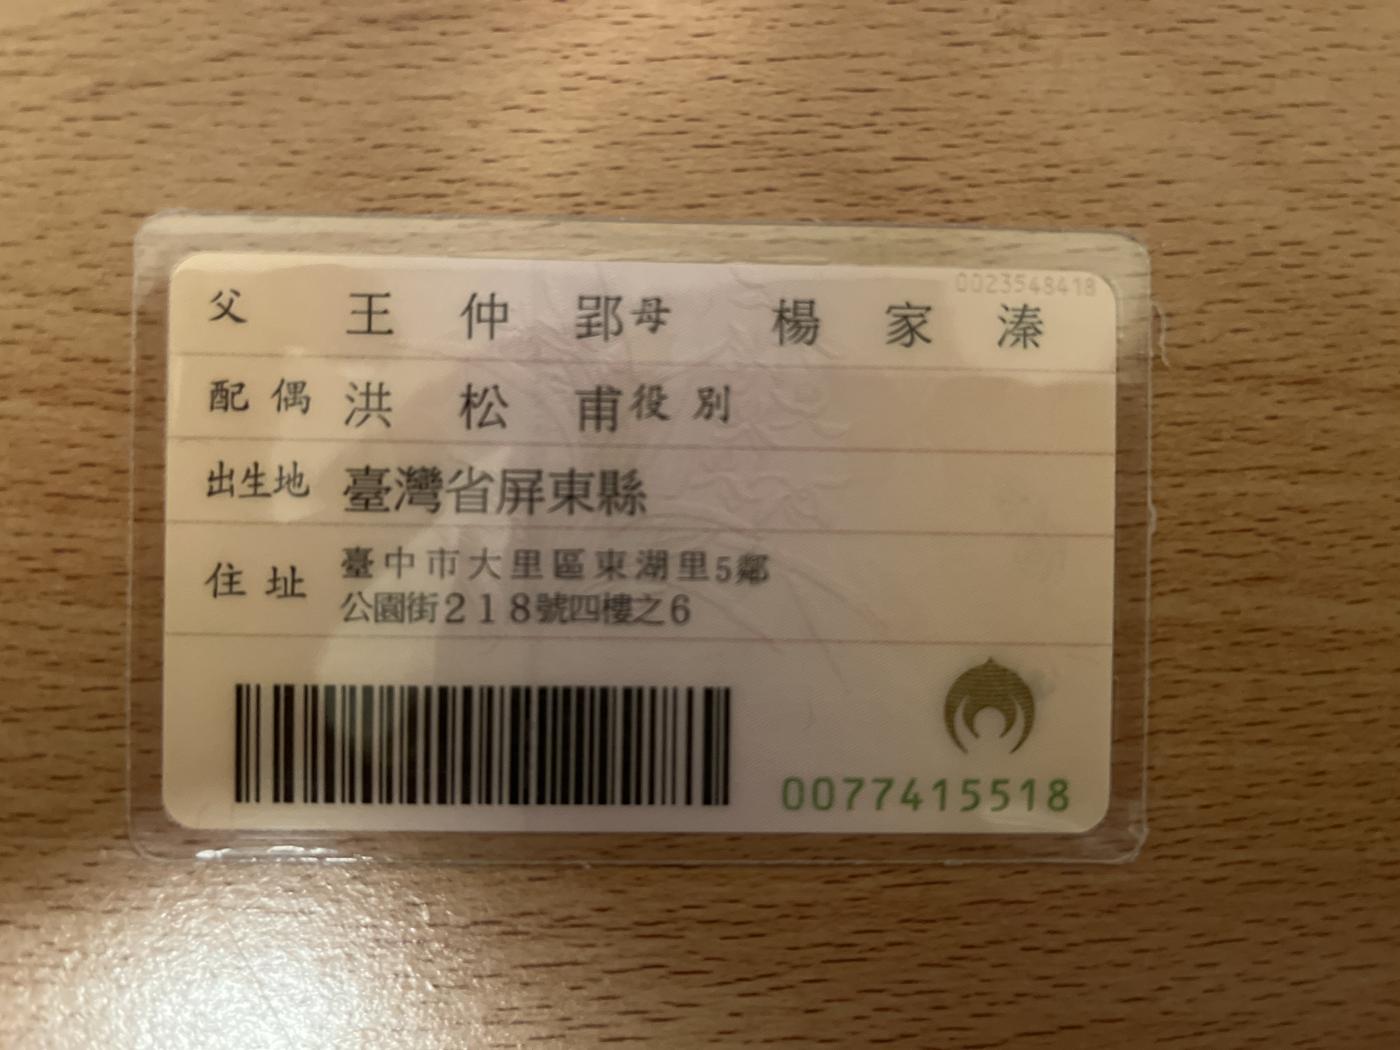 0023548418
父 王仲郢 母 楊家溱
配偶 洪松甫 役別
出生地 臺灣省屏東縣
住址 臺中市大里區東湖里5鄰
公園街218號四樓之6
0077415518